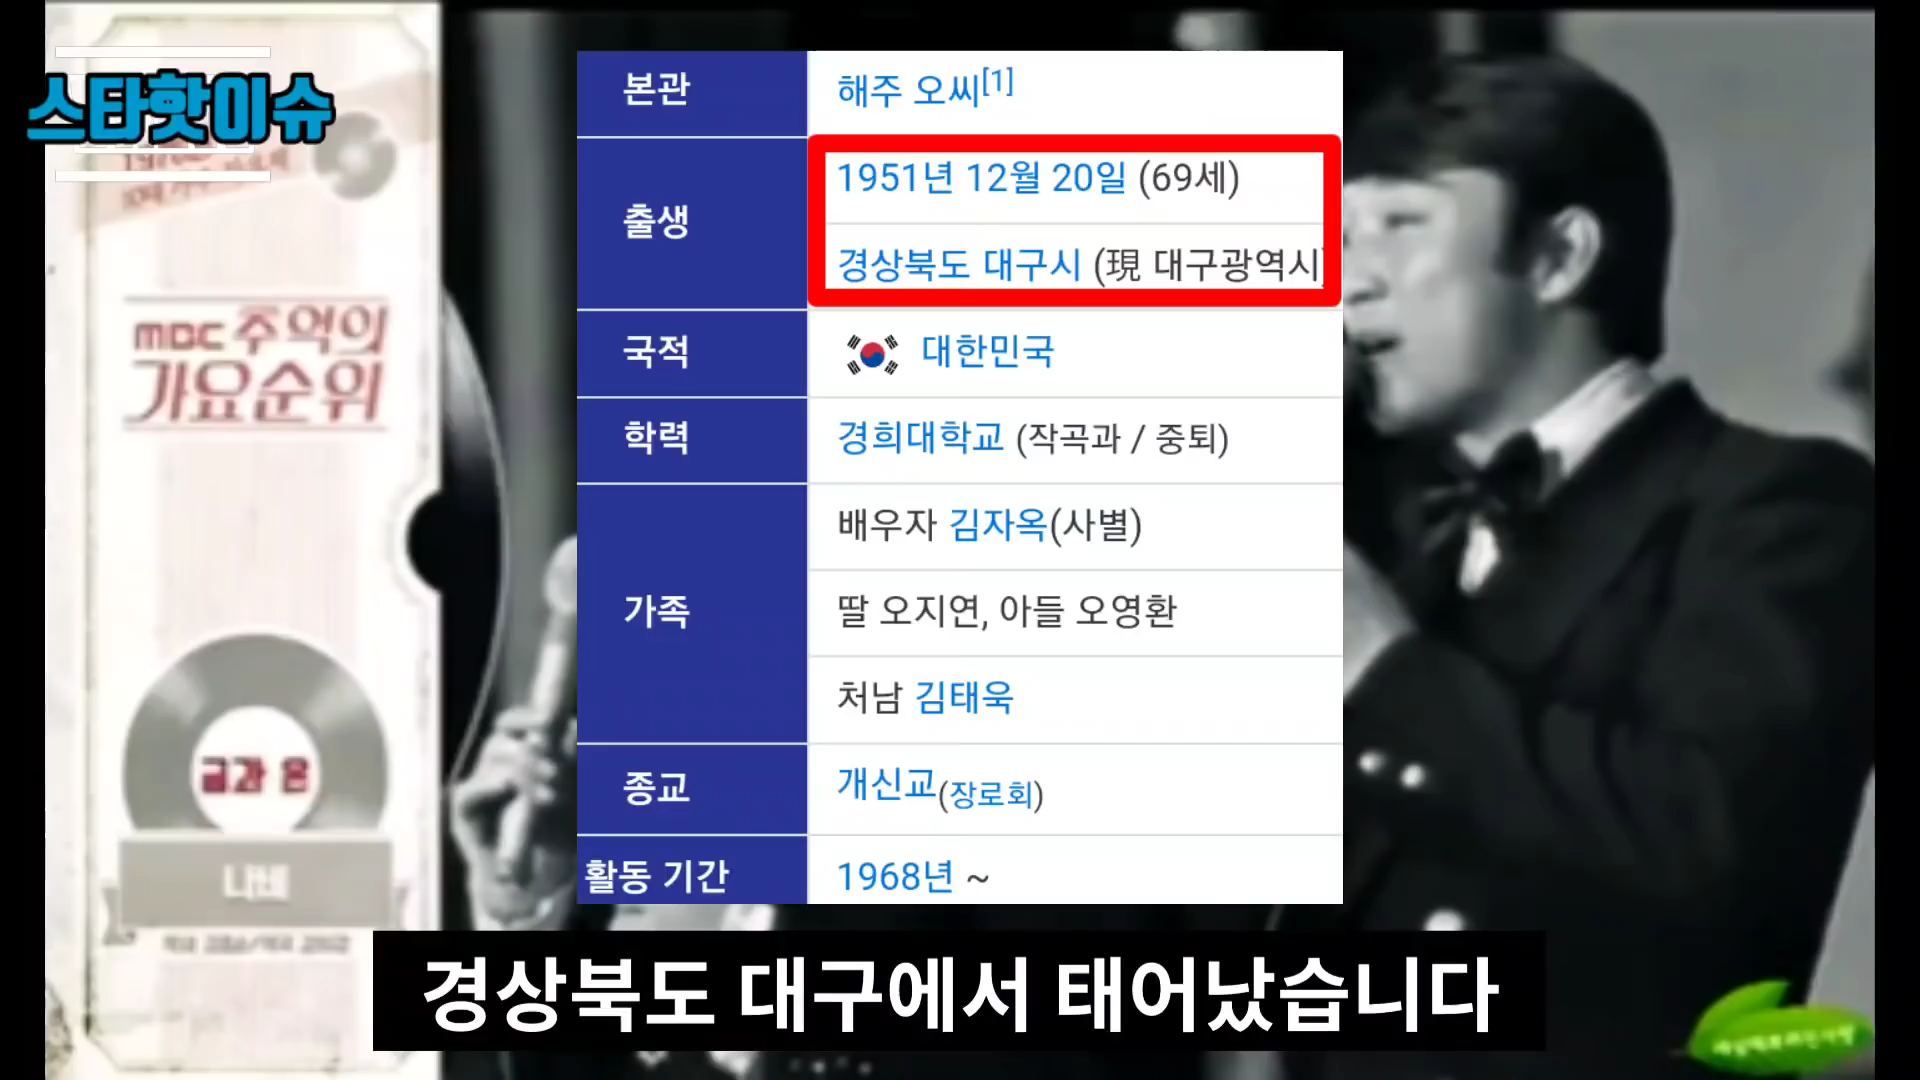 스타핫이슈
mbc 추억의
가요순위
금과 은
본관
해주 오씨[1]
출생
1951년 12월 20일 (69세)
경상북도 대구시 (現 대구광역시)
국적
대한민국
학력
경희대학교 (작곡과 / 중퇴)
가족
배우자 김자옥(사별)
딸 오지연, 아들 오영환
처남 김태욱
종교
개신교(장로회)
활동 기간
1968년 ~
경상북도 대구에서 태어났습니다